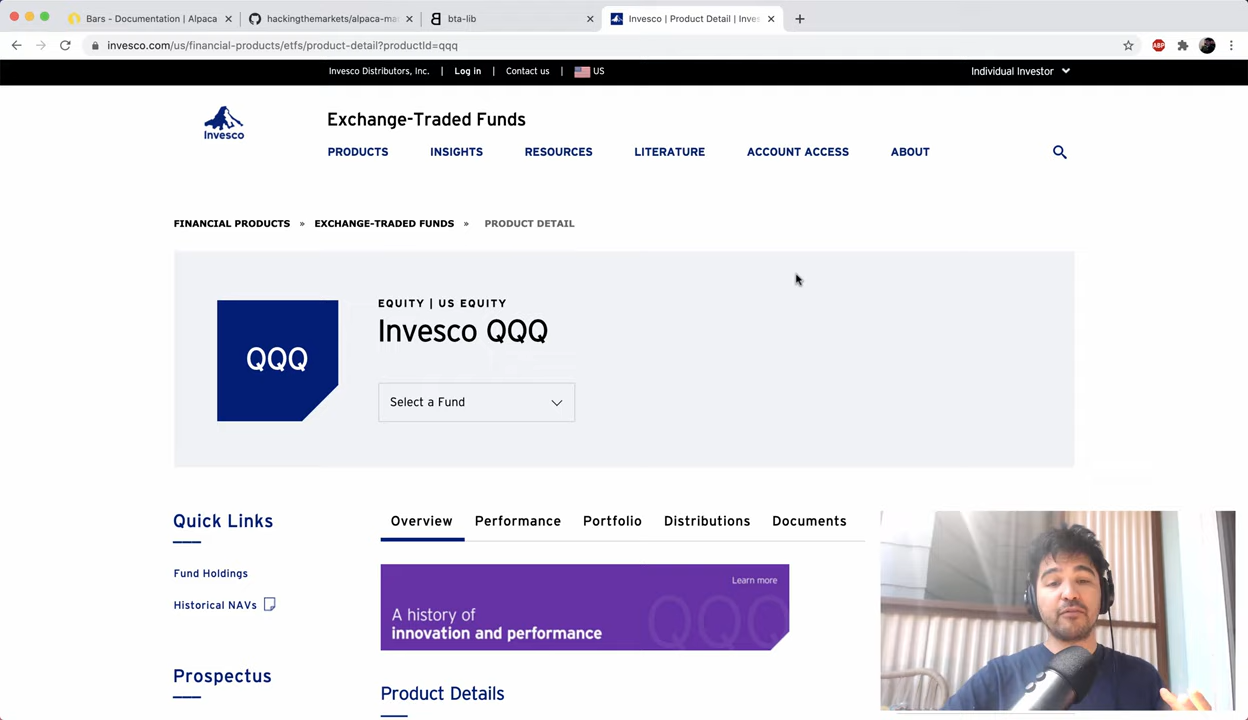 Bars - Documentation | Alpaca
hackingthemarkets/alpaca-ma
bta-lib
Invesco | Product Detail | Inves
invesco.com/us/financial-products/etfs/product-detail?productId=qqq
ABP
Invesco Distributors, Inc. | Log in | Contact us | US
Individual Investor
Invesco
Exchange-Traded Funds
PRODUCTS INSIGHTS RESOURCES LITERATURE ACCOUNT ACCESS ABOUT
FINANCIAL PRODUCTS » EXCHANGE-TRADED FUNDS » PRODUCT DETAIL
QQQ
EQUITY | US EQUITY
Invesco QQQ
Select a Fund
Quick Links
Fund Holdings
Historical NAVs
Prospectus
Overview Performance Portfolio Distributions Documents
Learn more
A history of
innovation and performance
QQQ
Product Details